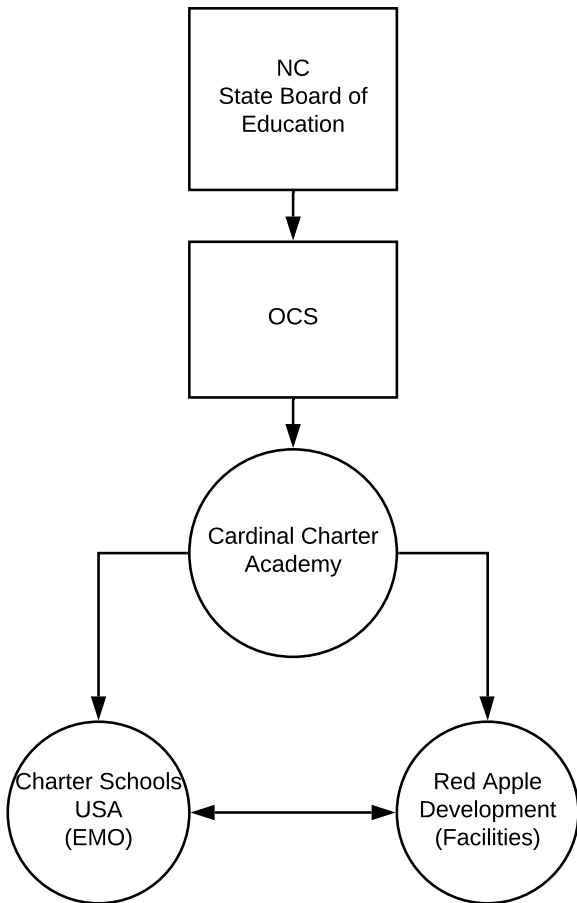 NC
State Board of
Education
OCS
Cardinal Charter
Academy
Charter Schools
USA
(EMO)
Red Apple
Development
(Facilities)